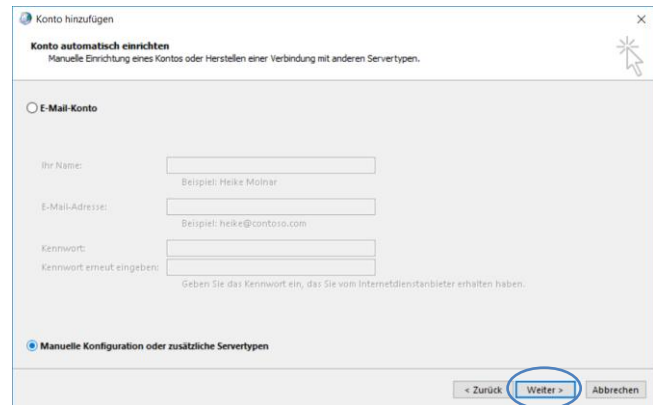 Konto hinzufügen
Konto automatisch einrichten
Manuelle Einrichtung eines Kontos oder Herstellen einer Verbindung mit anderen Servertypen.
E-Mail-Konto
Ihr Name:
Beispiel: Heike Molnar
E-Mail-Adresse:
Beispiel: heike@contoso.com
Kennwort:
Kennwort erneut eingeben:
Geben Sie das Kennwort ein, das Sie vom Internetdienstanbieter erhalten haben.
Manuelle Konfiguration oder zusätzliche Servertypen
< Zurück Weiter > Abbrechen